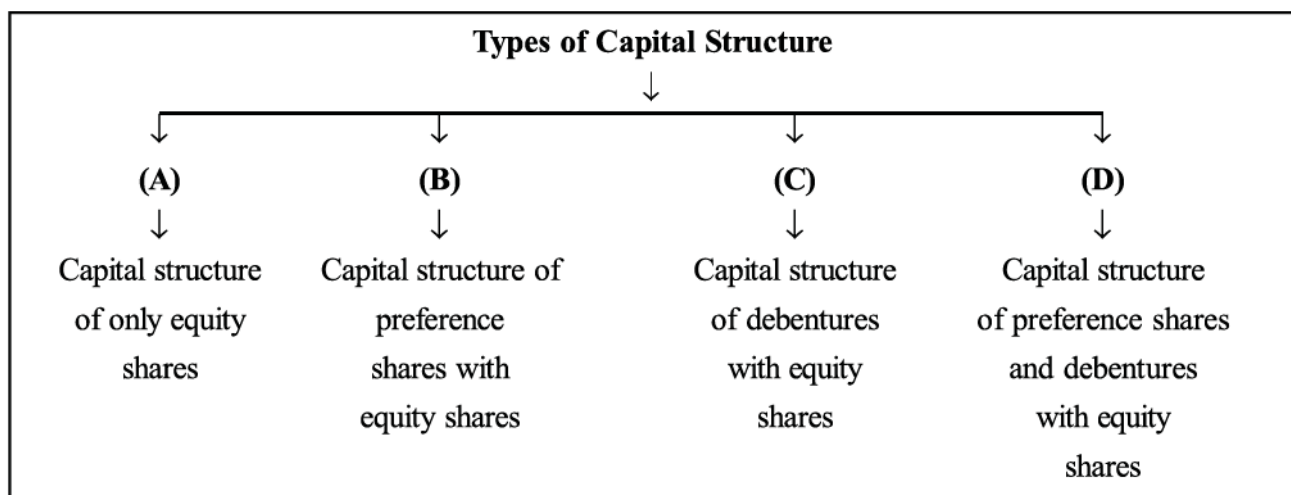 Types of Capital Structure
↓
↓ ↓ ↓ ↓
(A) (B) (C) (D)
↓ ↓ ↓ ↓
Capital structure
of only equity
shares
Capital structure of
preference
shares with
equity shares
Capital structure
of debentures
with equity
shares
Capital structure
of preference shares
and debentures
with equity
shares